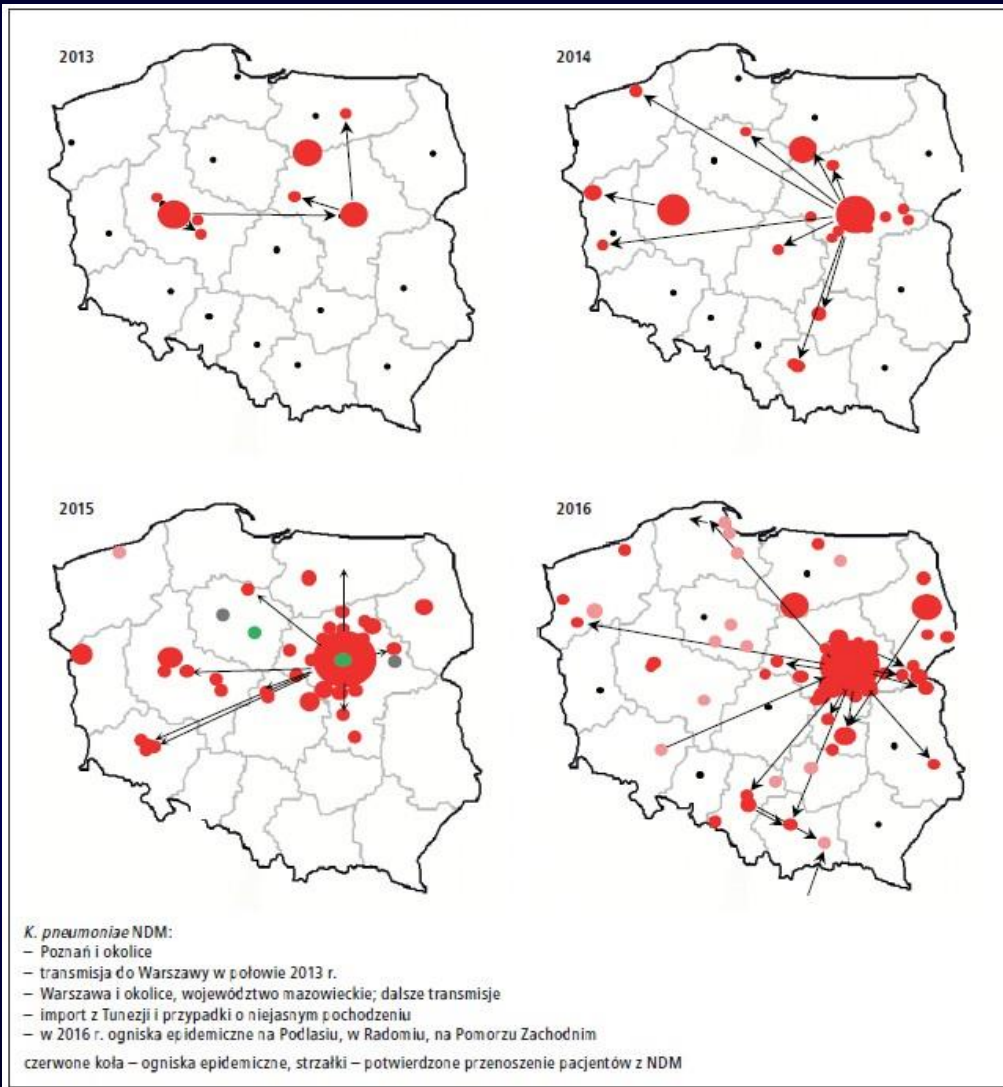 2013
2014
2015
2016
K. pneumoniae NDM:
– Poznań i okolice
– transmisja do Warszawy w połowie 2013 r.
– Warszawa i okolice, województwo mazowieckie; dalsze transmisje
– import z Tunezji i przypadki o niejasnym pochodzeniu
– w 2016 r. ogniska epidemiczne na Podlasiu, w Radomiu, na Pomorzu Zachodnim
czerwone koła – ogniska epidemiczne, strzałki – potwierdzone przenoszenie pacjentów z NDM